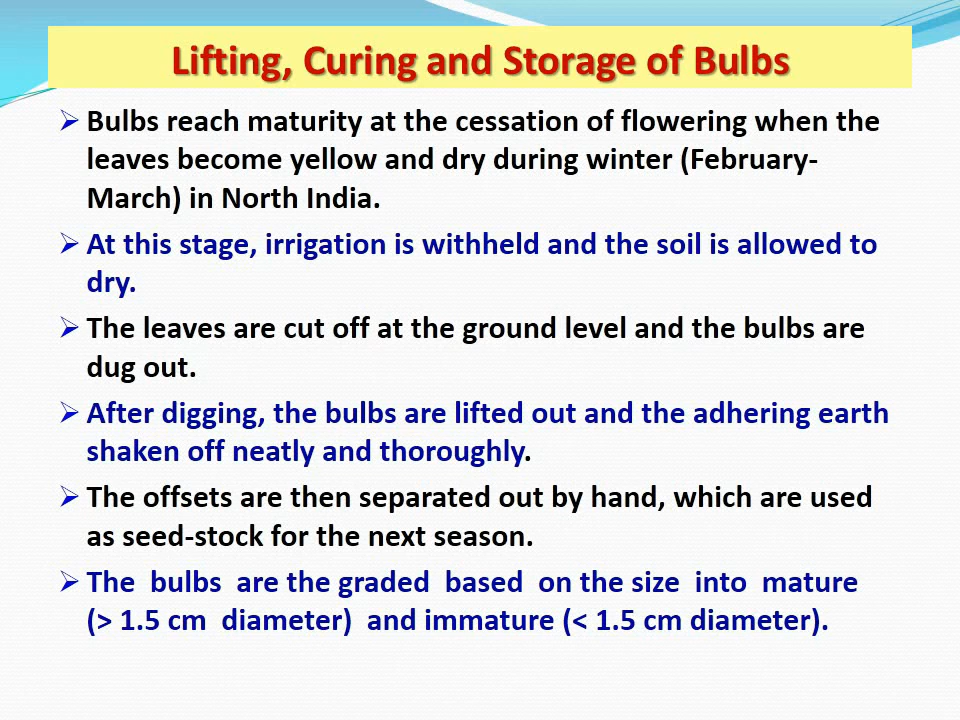 Lifting, Curing and Storage of Bulbs
Bulbs reach maturity at the cessation of flowering when the
leaves become yellow and dry during winter (February-
March) in North India.
At this stage, irrigation is withheld and the soil is allowed to
dry.
The leaves are cut off at the ground level and the bulbs are
dug out.
After digging, the bulbs are lifted out and the adhering earth
shaken off neatly and thoroughly.
The offsets are then separated out by hand, which are used
as seed-stock for the next season.
The bulbs are the graded based on the size into mature
(> 1.5 cm diameter) and immature (< 1.5 cm diameter).